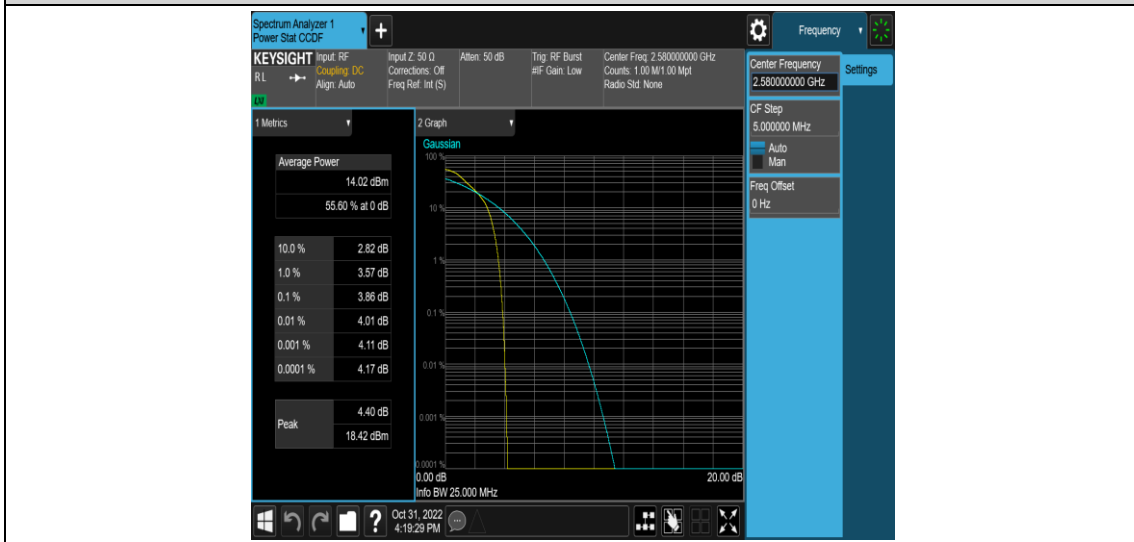 Spectrum Analyzer 1
Power Stat CCDF
+
Frequency
KEYSIGHT
RL
LXI
Input: RF
Coupling: DC
Align: Auto
Input Z: 50 Ω
Corrections: Off
Freq Ref: Int (S)
Atten: 50 dB
Trig: RF Burst
#IF Gain: Low
Center Freq: 2.580000000 GHz
Counts: 1.00 M/1.00 Mpt
Radio Std: None
Center Frequency
2.580000000 GHz
Settings
CF Step
5.000000 MHz
Auto
Man
Freq Offset
0 Hz
1 Metrics
Average Power
14.02 dBm
55.60 % at 0 dB
10.0 % 2.82 dB
1.0 % 3.57 dB
0.1 % 3.86 dB
0.01 % 4.01 dB
0.001 % 4.11 dB
0.0001 % 4.17 dB
Peak
4.40 dB
18.42 dBm
2 Graph
Gaussian
100 %
10 %
1 %
0.1 %
0.01 %
0.001 %
0.0001 %
0.00 dB 20.00 dB
Info BW 25.000 MHz
?
Oct 31, 2022
4:19:29 PM